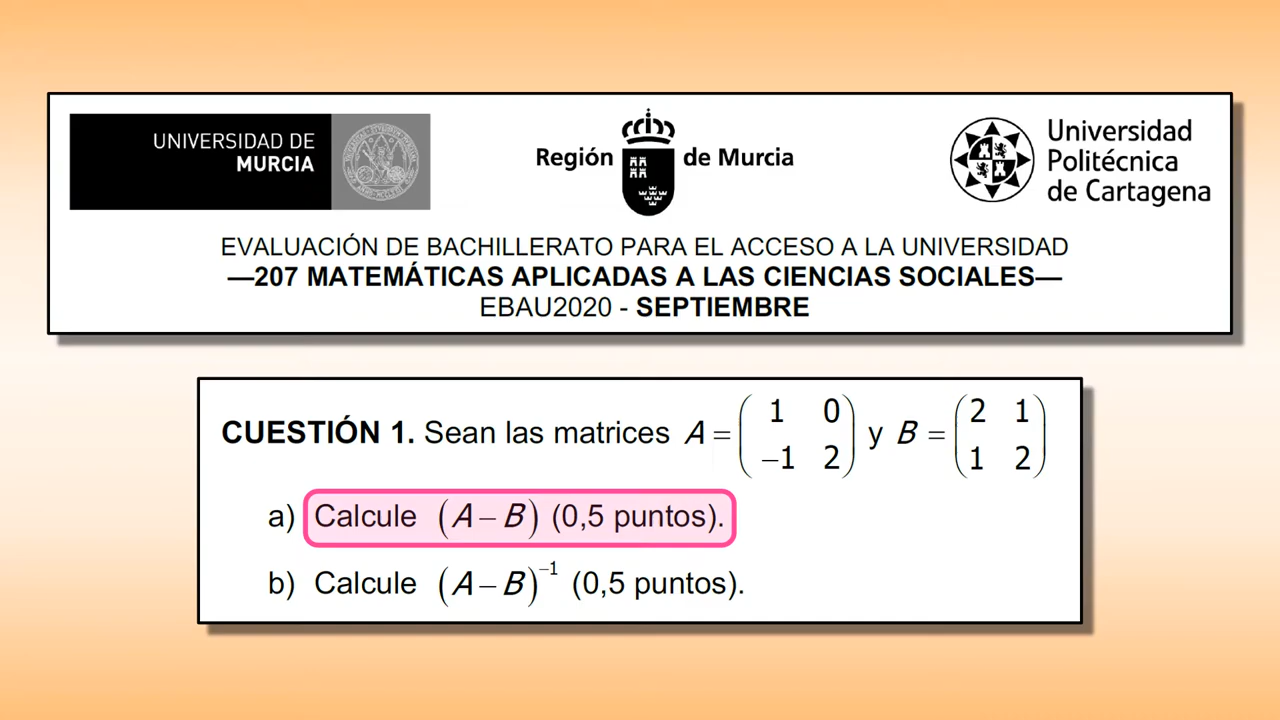 UNIVERSIDAD DE
MURCIA
Región de Murcia
Universidad
Politécnica
de Cartagena
EVALUACIÓN DE BACHILLERATO PARA EL ACCESO A LA UNIVERSIDAD
—207 MATEMÁTICAS APLICADAS A LAS CIENCIAS SOCIALES—
EBAU2020 - SEPTIEMBRE
CUESTIÓN 1. Sean las matrices A = (1 0 / −1 2) y B = (2 1 / 1 2)
a) Calcule (A − B) (0,5 puntos).
b) Calcule (A − B)⁻¹ (0,5 puntos).